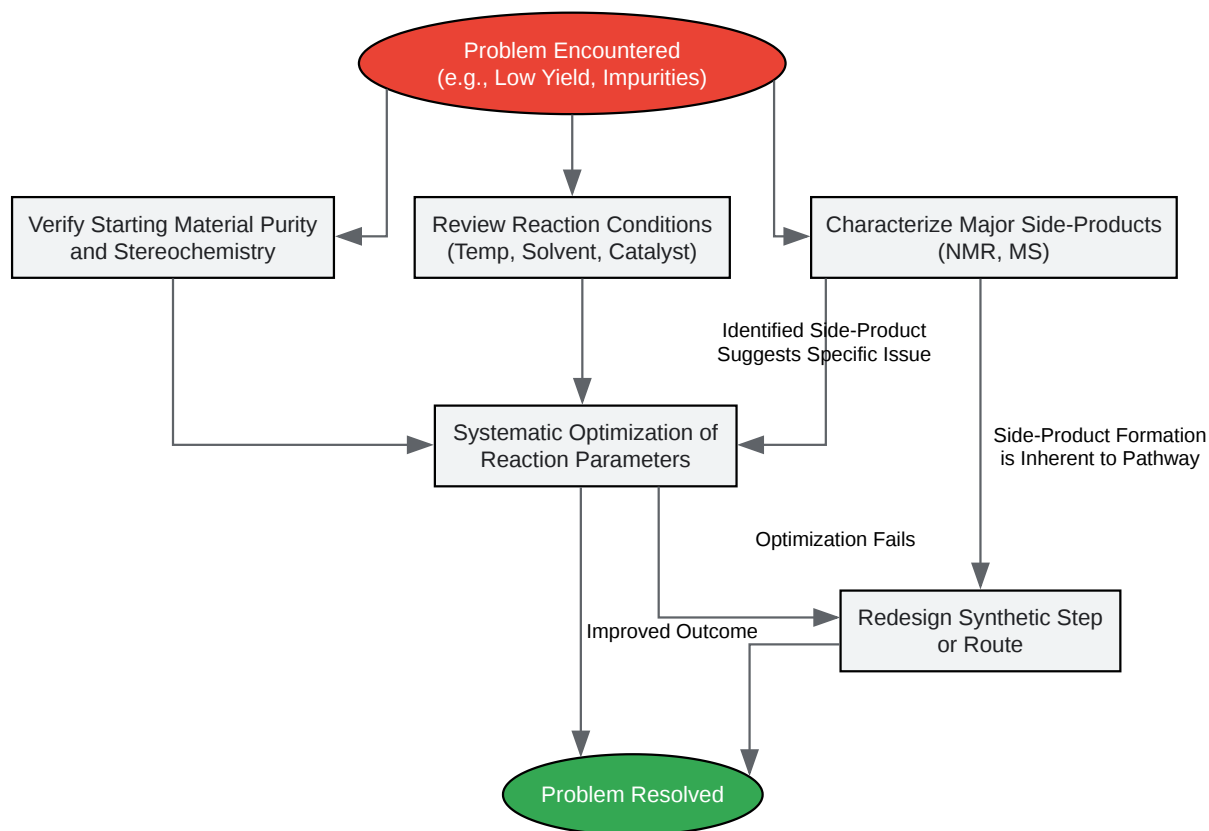 Problem Encountered
(e.g., Low Yield, Impurities)
Verify Starting Material Purity
and Stereochemistry
Review Reaction Conditions
(Temp, Solvent, Catalyst)
Characterize Major Side-Products
(NMR, MS)
Identified Side-Product
Suggests Specific Issue
Systematic Optimization of
Reaction Parameters
Side-Product Formation
is Inherent to Pathway
Optimization Fails
Redesign Synthetic Step
or Route
Improved Outcome
Problem Resolved